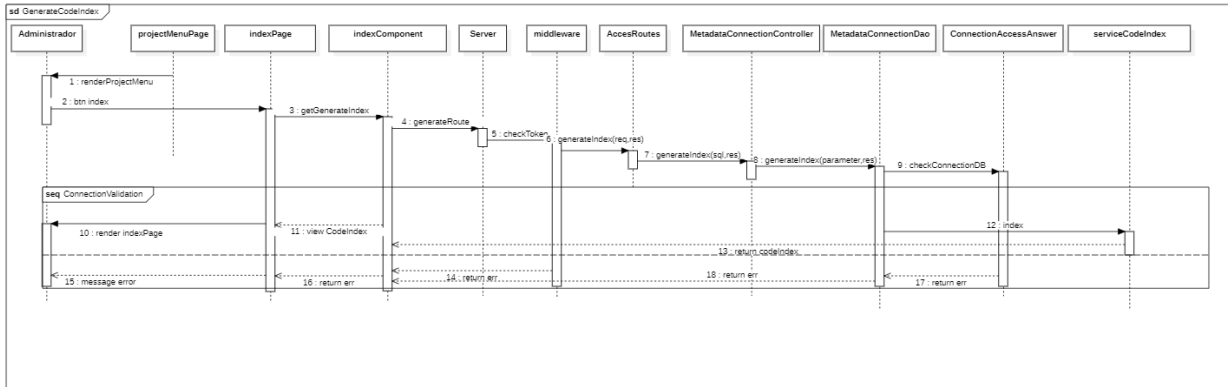 sd GenerateCodeIndex
Administrador
projectMenuPage
indexPage
indexComponent
Server
middleware
AccesRoutes
MetadataConnectionController
MetadataConnectionDao
ConnectionAccessAnswer
serviceCodeIndex
1 : renderProjectMenu
2 : btn index
3 : getGenerateIndex
4 : generateRoute
5 : checkToken
6 : generateIndex(req,res)
7 : generateIndex(sql,res)
8 : generateIndex(parameter,res)
9 : checkConnectionDB
seq ConnectionValidation
10 : render indexPage
11 : view CodeIndex
12 : index
13 : return codeIndex
14 : return err
15 : message error
16 : return err
17 : return err
18 : return err